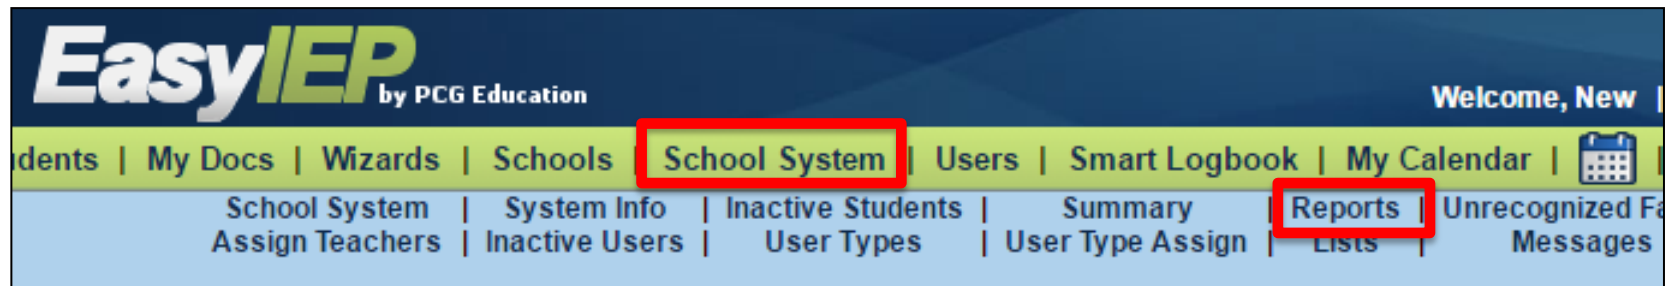 EasyIEP by PCG Education
Welcome, New |
dents | My Docs | Wizards | Schools | School System | Users | Smart Logbook | My Calendar |
School System | System Info | Inactive Students | Summary | Reports | Unrecognized Fa
Assign Teachers | Inactive Users | User Types | User Type Assign | Lists | Messages